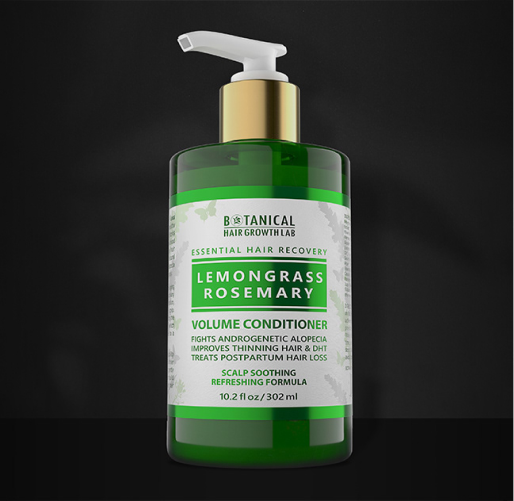 BOTANICAL
HAIR GROWTH LAB
ESSENTIAL HAIR RECOVERY
LEMONGRASS
ROSEMARY
VOLUME CONDITIONER
FIGHTS ANDROGENETIC ALOPECIA
IMPROVES THINNING HAIR & DHT
TREATS POSTPARTUM HAIR LOSS
SCALP SOOTHING
REFRESHING FORMULA
10.2 fl oz / 302 ml